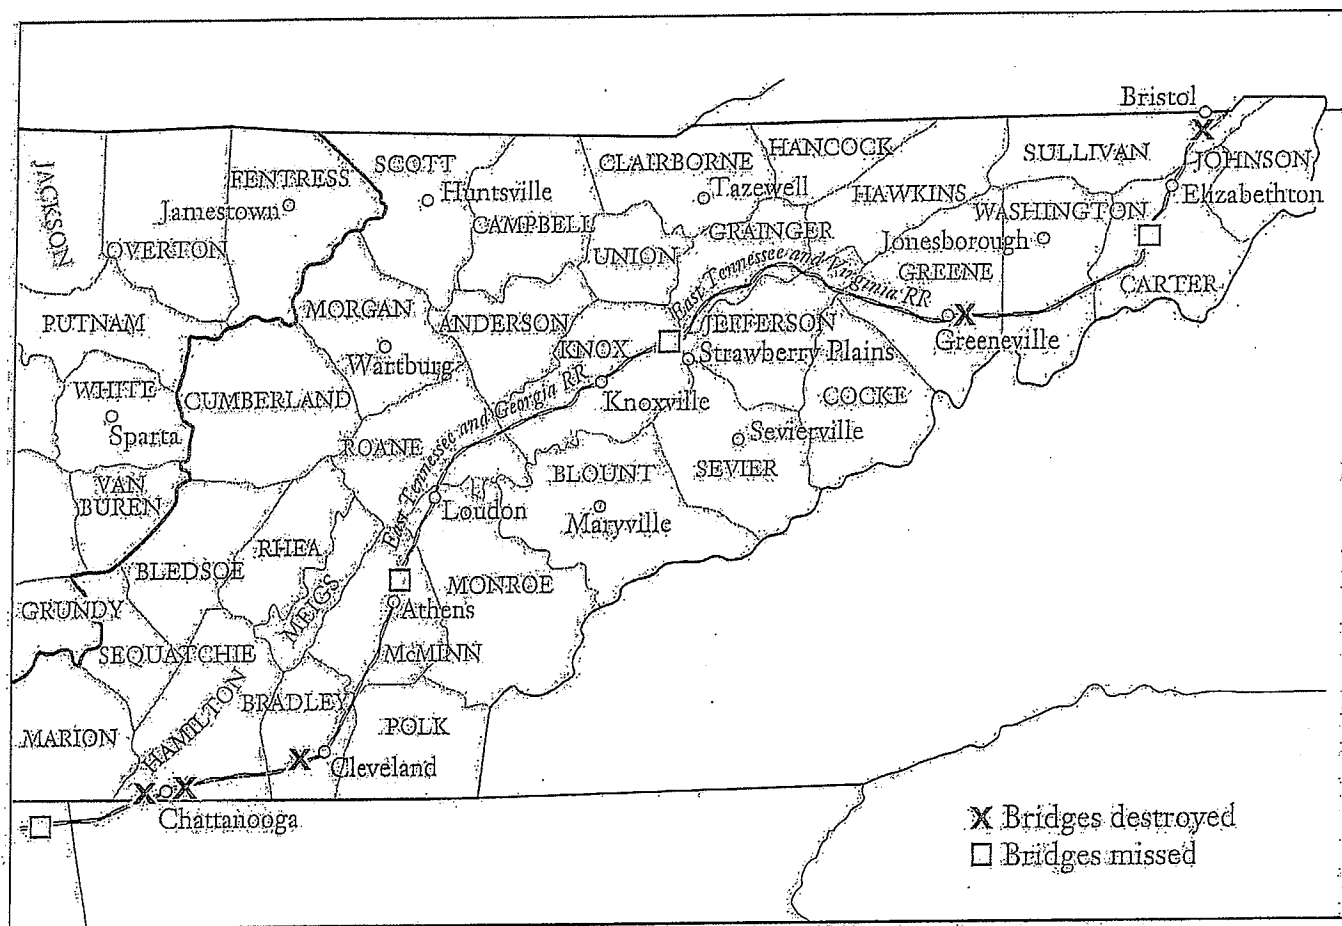 Bristol
JACKSON
OVERTON
FENTRESS
Jamestown
SCOTT
Huntsville
CAMPBELL
CLAIRBORNE
Tazewell
HANCOCK
HAWKINS
SULLIVAN
JOHNSON
Elizabethton
WASHINGTON
Jonesborough
GREENE
GRAINGER
UNION
East Tennessee and Virginia RR
CARTER
PUTNAM
MORGAN
Wartburg
ANDERSON
KNOX
JEFFERSON
Strawberry Plains
Greeneville
WHITE
Sparta
CUMBERLAND
ROANE
East Tennessee and Georgia RR
Knoxville
COCKE
Sevierville
SEVIER
BLOUNT
Maryville
VAN
BUREN
Loudon
RHEA
BLEDSOE
MEIGS
MONROE
Athens
McMINN
GRUNDY
SEQUATCHIE
HAMILTON
BRADLEY
POLK
MARION
Cleveland
Chattanooga
X Bridges destroyed
Bridges missed